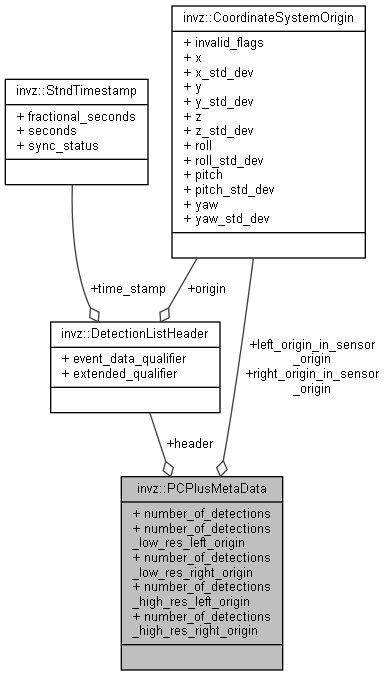 invz::CoordinateSystemOrigin
+ invalid_flags
+ x
+ x_std_dev
+ y
+ y_std_dev
+ z
+ z_std_dev
+ roll
+ roll_std_dev
+ pitch
+ pitch_std_dev
+ yaw
+ yaw_std_dev
invz::StndTimestamp
+ fractional_seconds
+ seconds
+ sync_status
+time_stamp
+origin
invz::DetectionListHeader
+ event_data_qualifier
+ extended_qualifier
+left_origin_in_sensor
_origin
+right_origin_in_sensor
_origin
+header
invz::PCPlusMetaData
+ number_of_detections
+ number_of_detections
_low_res_left_origin
+ number_of_detections
_low_res_right_origin
+ number_of_detections
_high_res_left_origin
+ number_of_detections
_high_res_right_origin